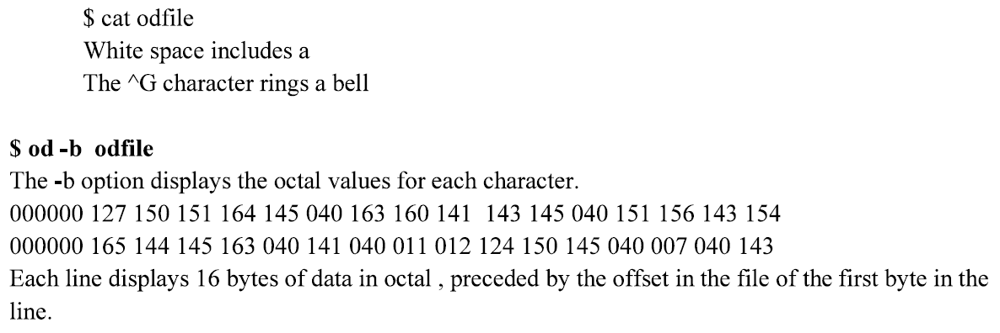 $ cat odfile
White space includes a
The ^G character rings a bell
$ od -b odfile
The -b option displays the octal values for each character.
000000 127 150 151 164 145 040 163 160 141 143 145 040 151 156 143 154
000000 165 144 145 163 040 141 040 011 012 124 150 145 040 007 040 143
Each line displays 16 bytes of data in octal , preceded by the offset in the file of the first byte in the
line.